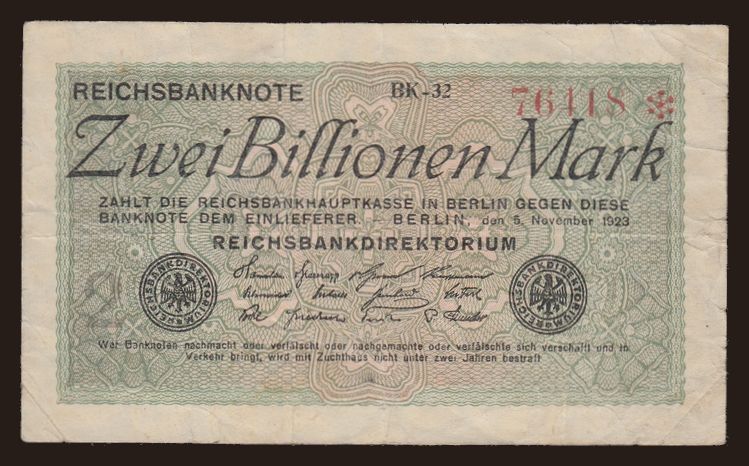 REICHSBANKNOTE BK-32 76418 ✻
Zwei Billionen Mark
ZAHLT DIE REICHSBANKHAUPTKASSE IN BERLIN GEGEN DIESE
BANKNOTE DEM EINLIEFERER. – BERLIN, den 5. November 1923
REICHSBANKDIREKTORIUM
REICHSBANKDIREKTORIUM
REICHSBANKDIREKTORIUM
Wer Banknoten nachmacht oder verfälscht oder nachgemachte oder verfälschte sich verschafft und in
Verkehr bringt, wird mit Zuchthaus nicht unter zwei Jahren bestraft